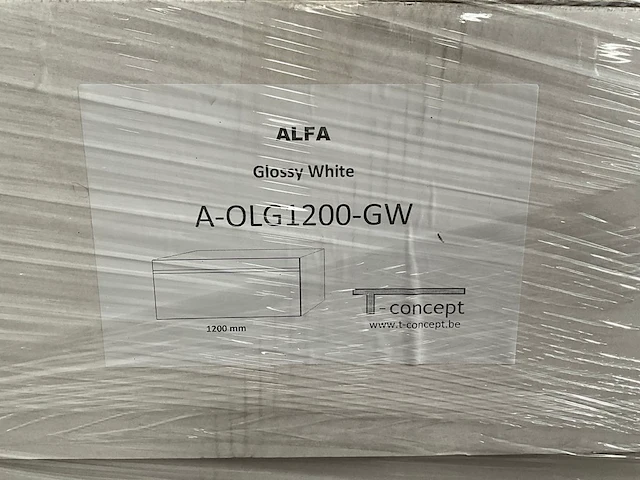 ALFA
Glossy White
A-OLG1200-GW
1200 mm
T-concept
www.t-concept.be